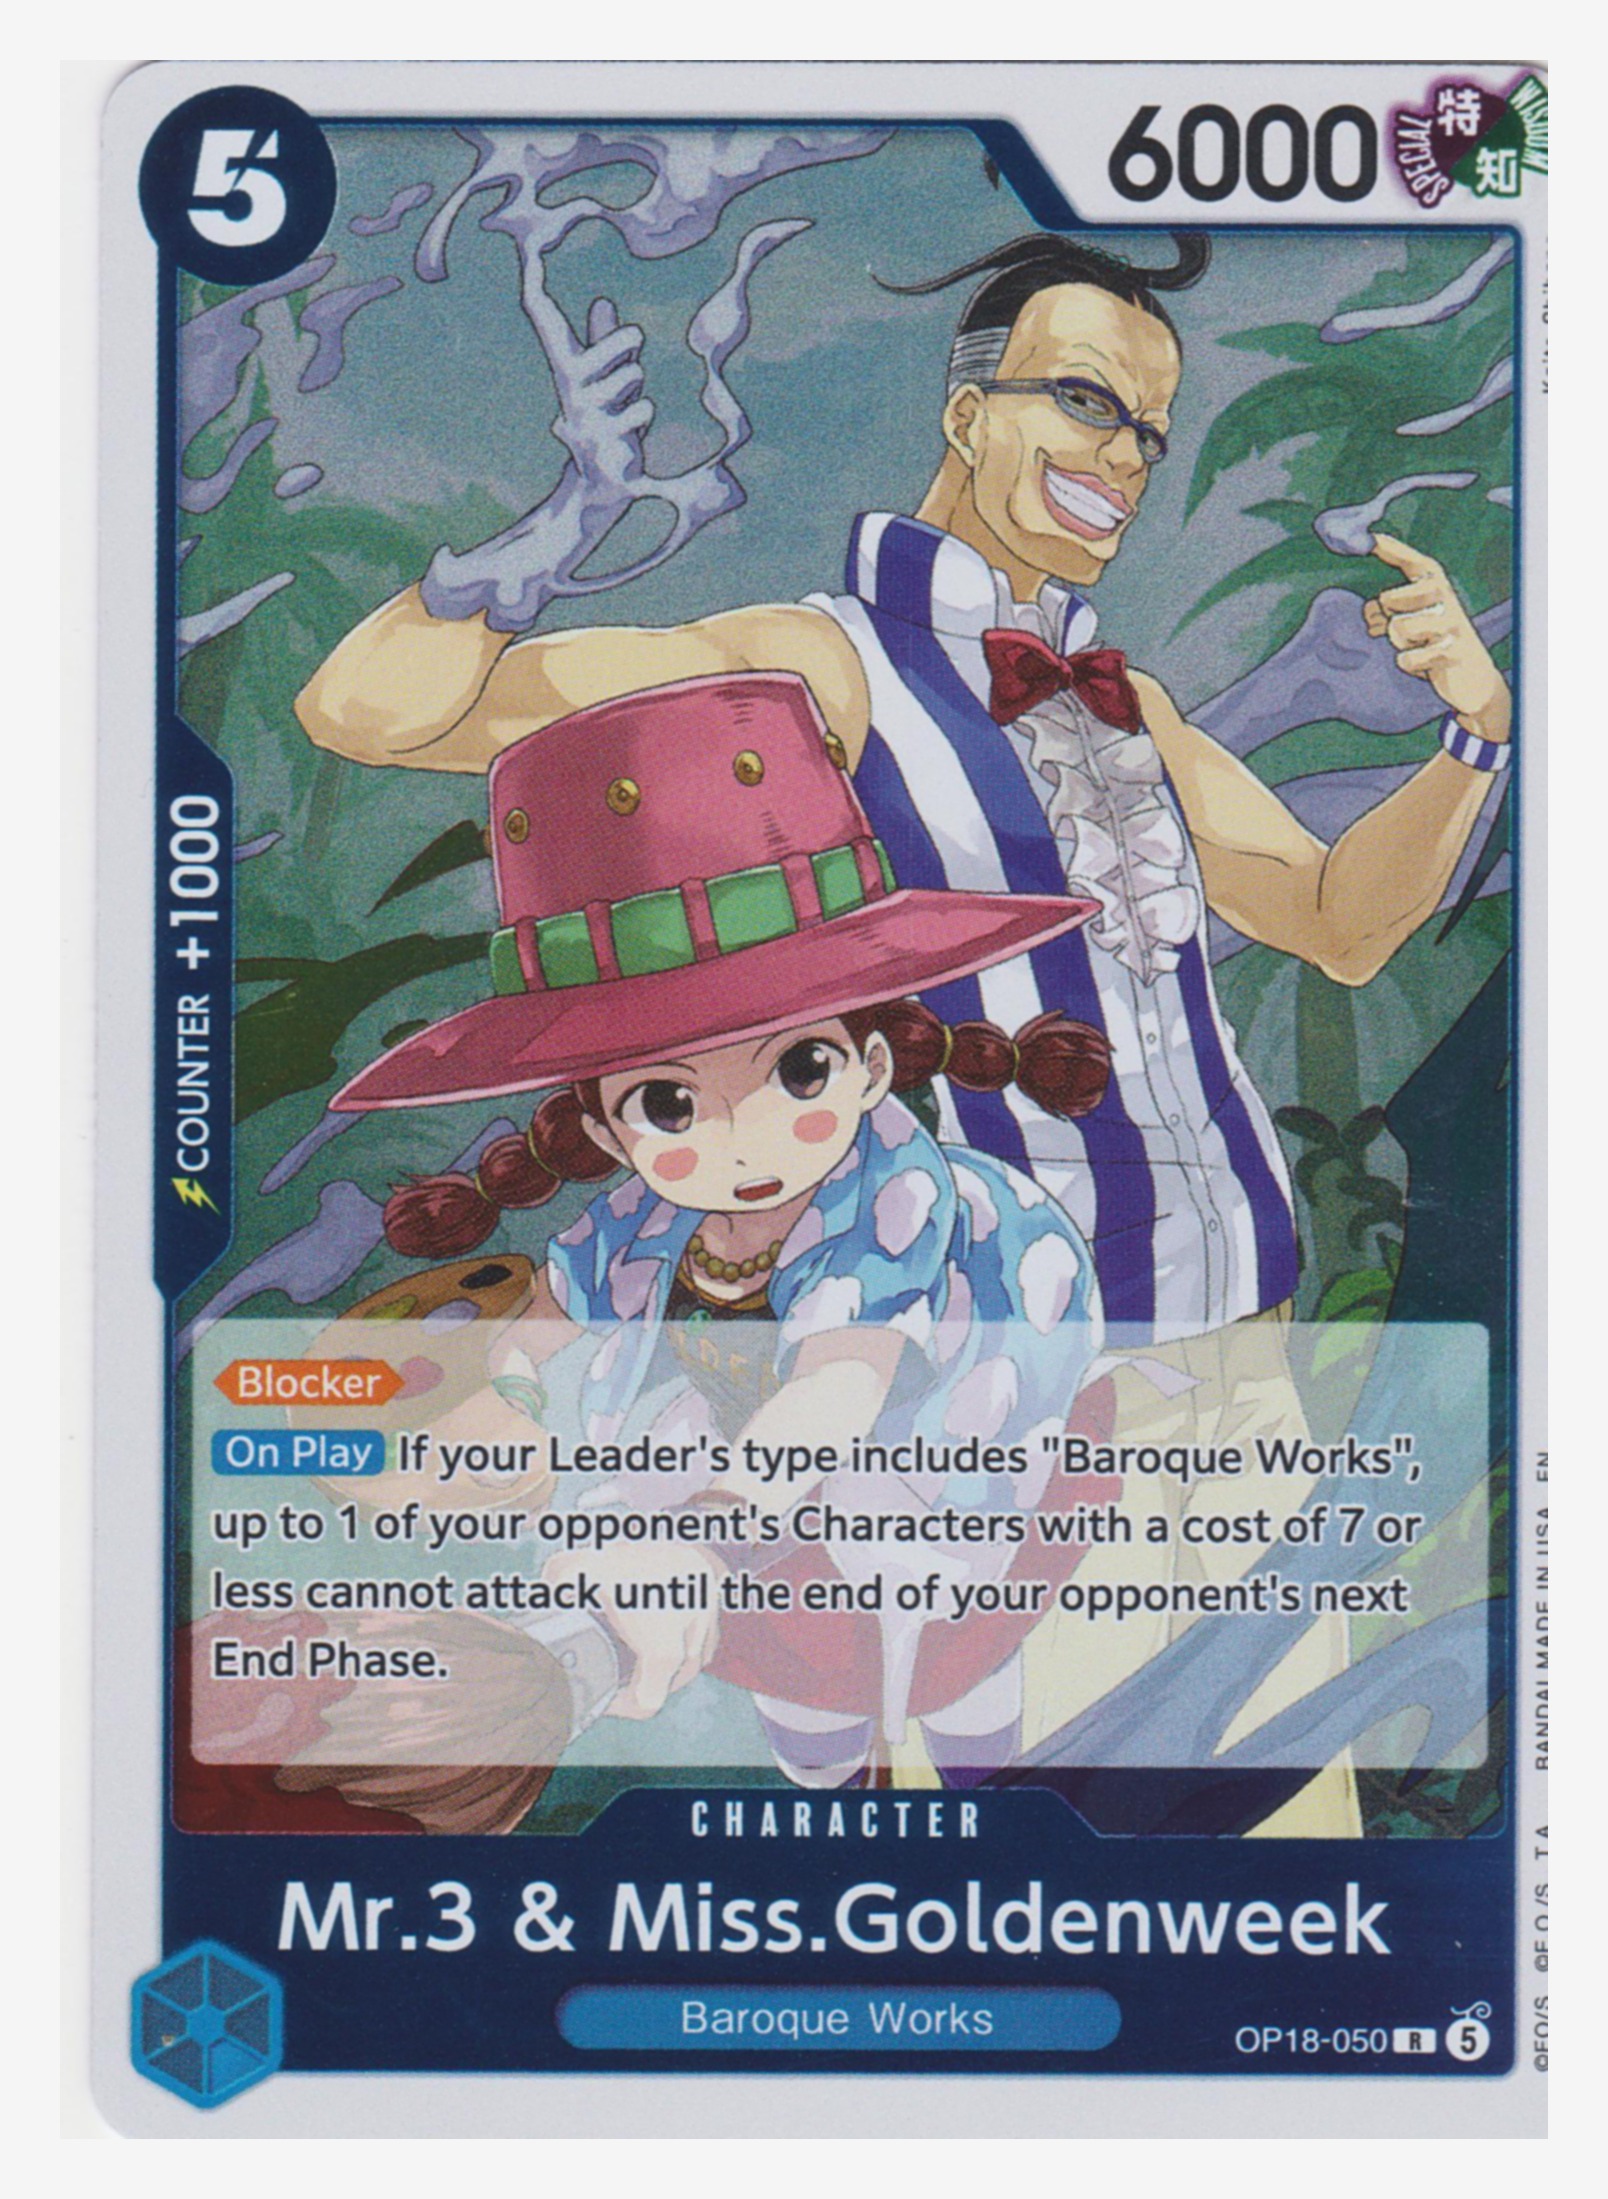 5
6000
特
知
SPECIAL
WISDOM
COUNTER +1000
Blocker
On Play If your Leader's type includes "Baroque Works",
up to 1 of your opponent's Characters with a cost of 7 or
less cannot attack until the end of your opponent's next
End Phase.
CHARACTER
Mr.3 & Miss.Goldenweek
Baroque Works
OP18-050 R 5
BANDAI MADE IN USA EN